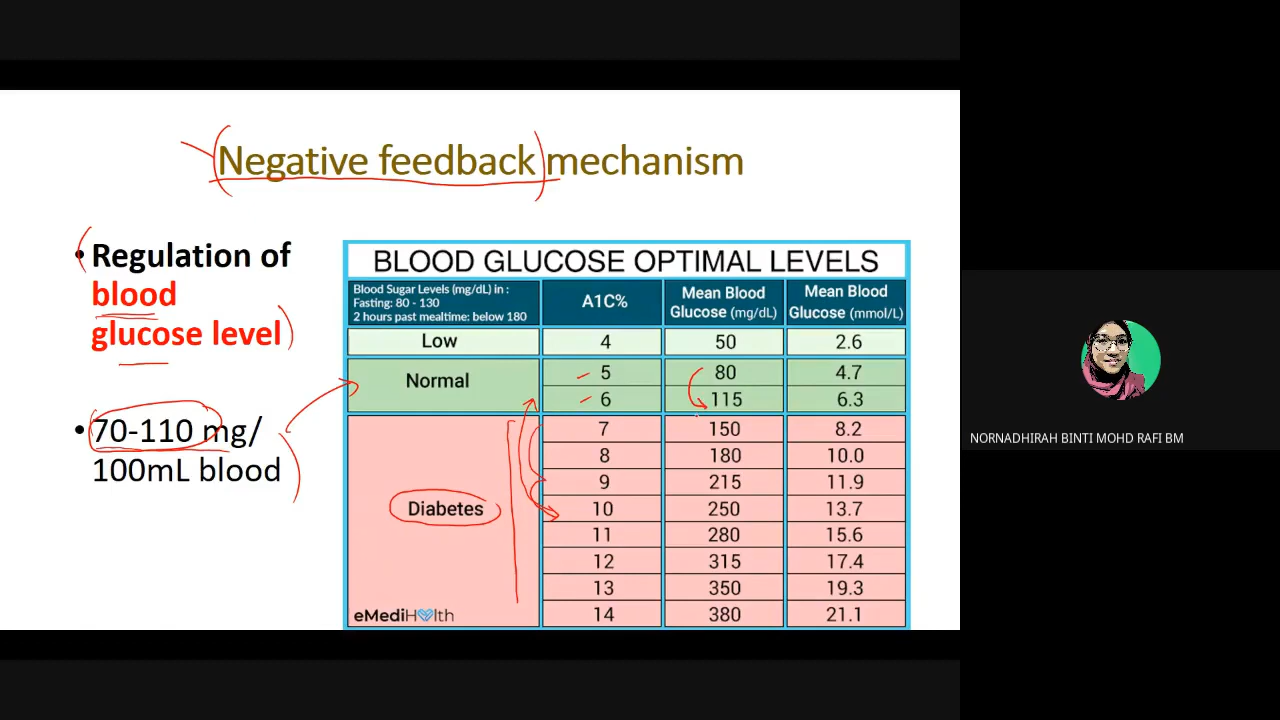 Negative feedback mechanism
• Regulation of
blood
glucose level
• 70-110 mg/
100mL blood
BLOOD GLUCOSE OPTIMAL LEVELS
Blood Sugar Levels (mg/dL) in :
Fasting: 80 - 130
2 hours past mealtime: below 180
A1C%
Mean Blood
Glucose (mg/dL)
Mean Blood
Glucose (mmol/L)
Low 4 50 2.6
Normal 5 80 4.7
6 115 6.3
7 150 8.2
8 180 10.0
9 215 11.9
Diabetes 10 250 13.7
11 280 15.6
12 315 17.4
13 350 19.3
14 380 21.1
eMediHealth
NORNADHIRAH BINTI MOHD RAFI BM